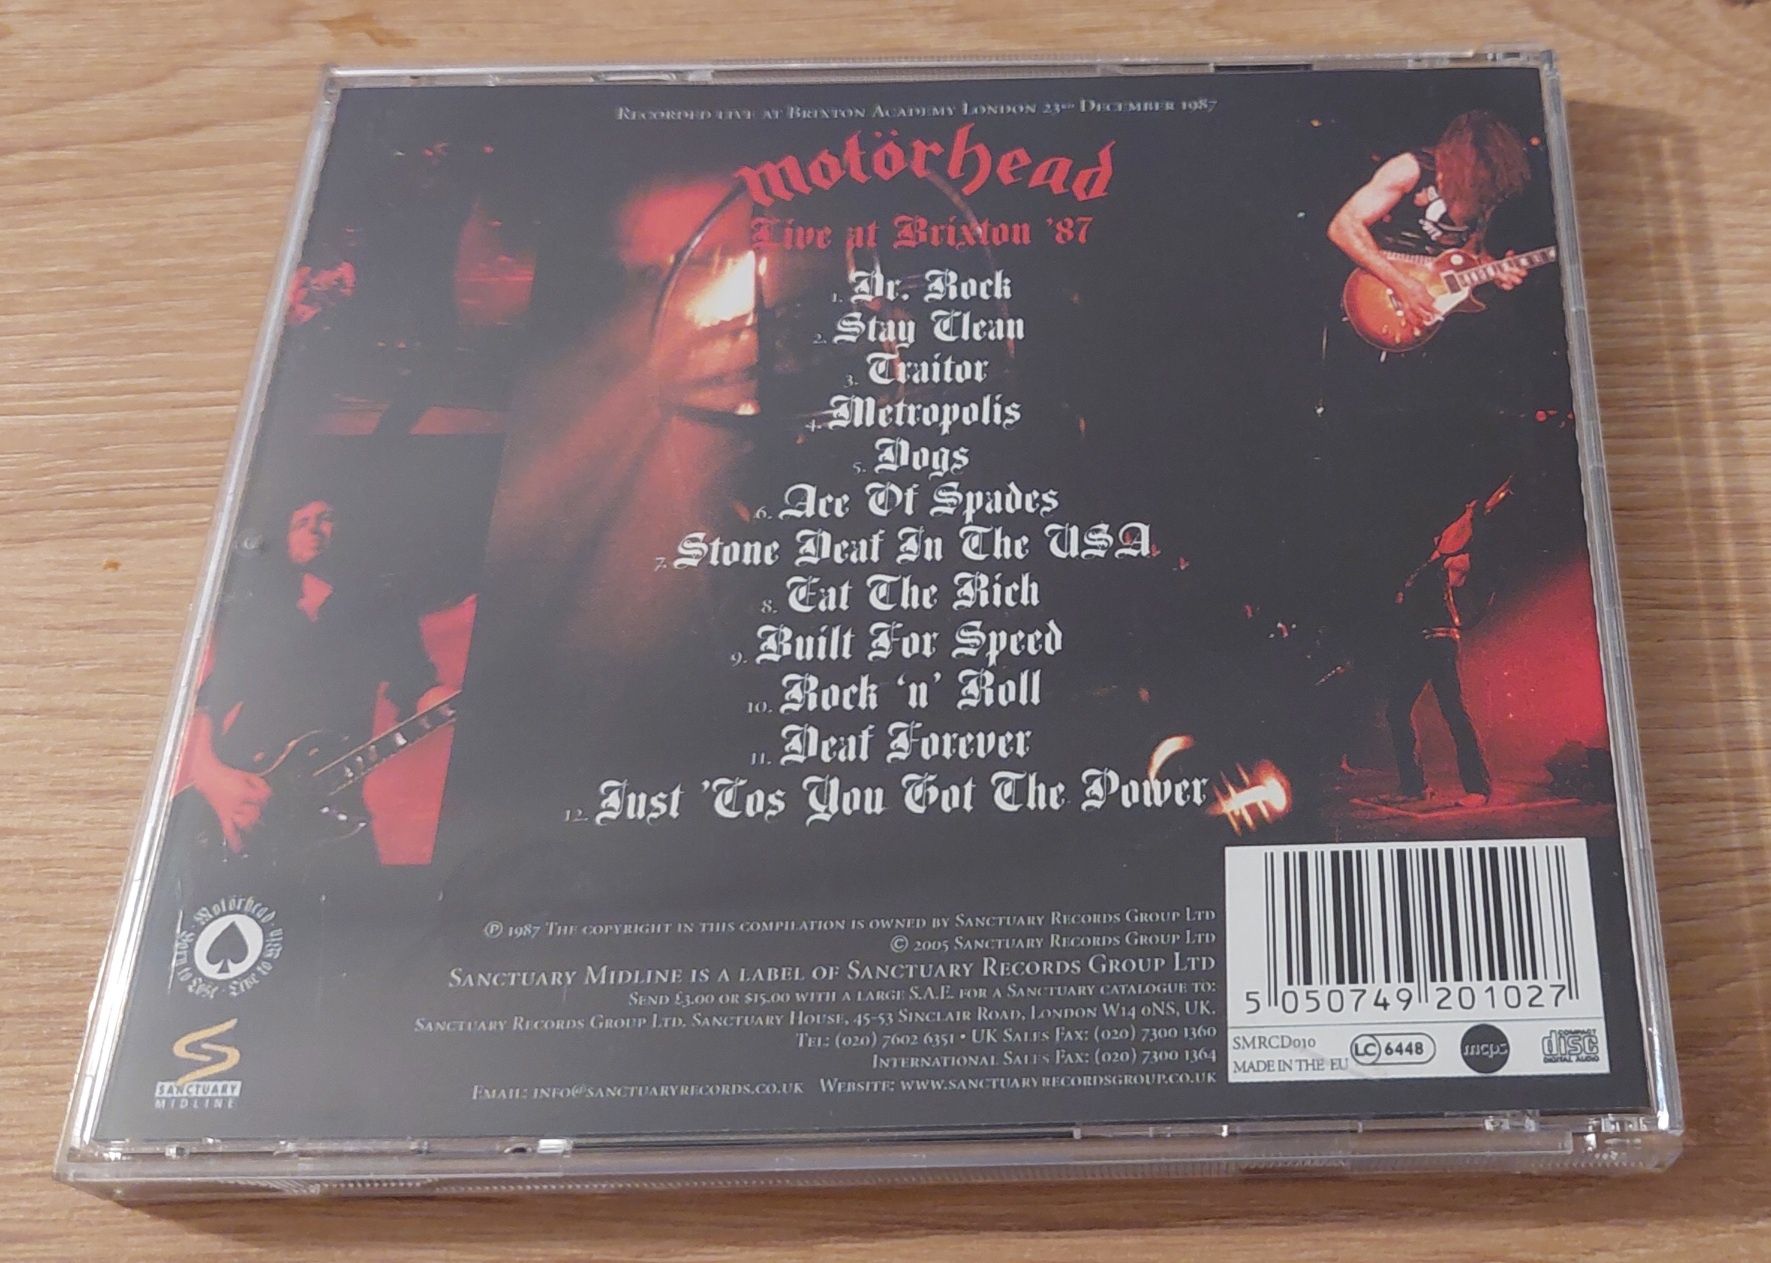 Recorded live at Brixton Academy London 23rd December 1987
motörhead
Live at Brixton '87
1. Dr. Rock
2. Stay Clean
3. Traitor
4. Metropolis
5. Dogs
6. Ace Of Spades
7. Stone Deaf In The USA
8. Eat The Rich
9. Built For Speed
10. Rock 'n' Roll
11. Deaf Forever
12. Just 'Cos You Got The Power
Motörhead · Born to Lose · Live to Win
SANCTUARY
MIDLINE
℗ 1987 The copyright in this compilation is owned by Sanctuary Records Group Ltd
© 2005 Sanctuary Records Group Ltd
Sanctuary Midline is a label of Sanctuary Records Group Ltd
Send £3.00 or $15.00 with a large S.A.E. for a Sanctuary catalogue to:
Sanctuary Records Group Ltd, Sanctuary House, 45-53 Sinclair Road, London W14 0NS, UK.
Tel: (020) 7602 6351 • UK Sales Fax: (020) 7300 1360
International Sales Fax: (020) 7300 1364
Email: info@sanctuaryrecords.co.uk Website: www.sanctuaryrecordsgroup.co.uk
5 050749 201027
SMRCD010
MADE IN THE EU
LC 6448
mcps
COMPACT
disc
DIGITAL AUDIO